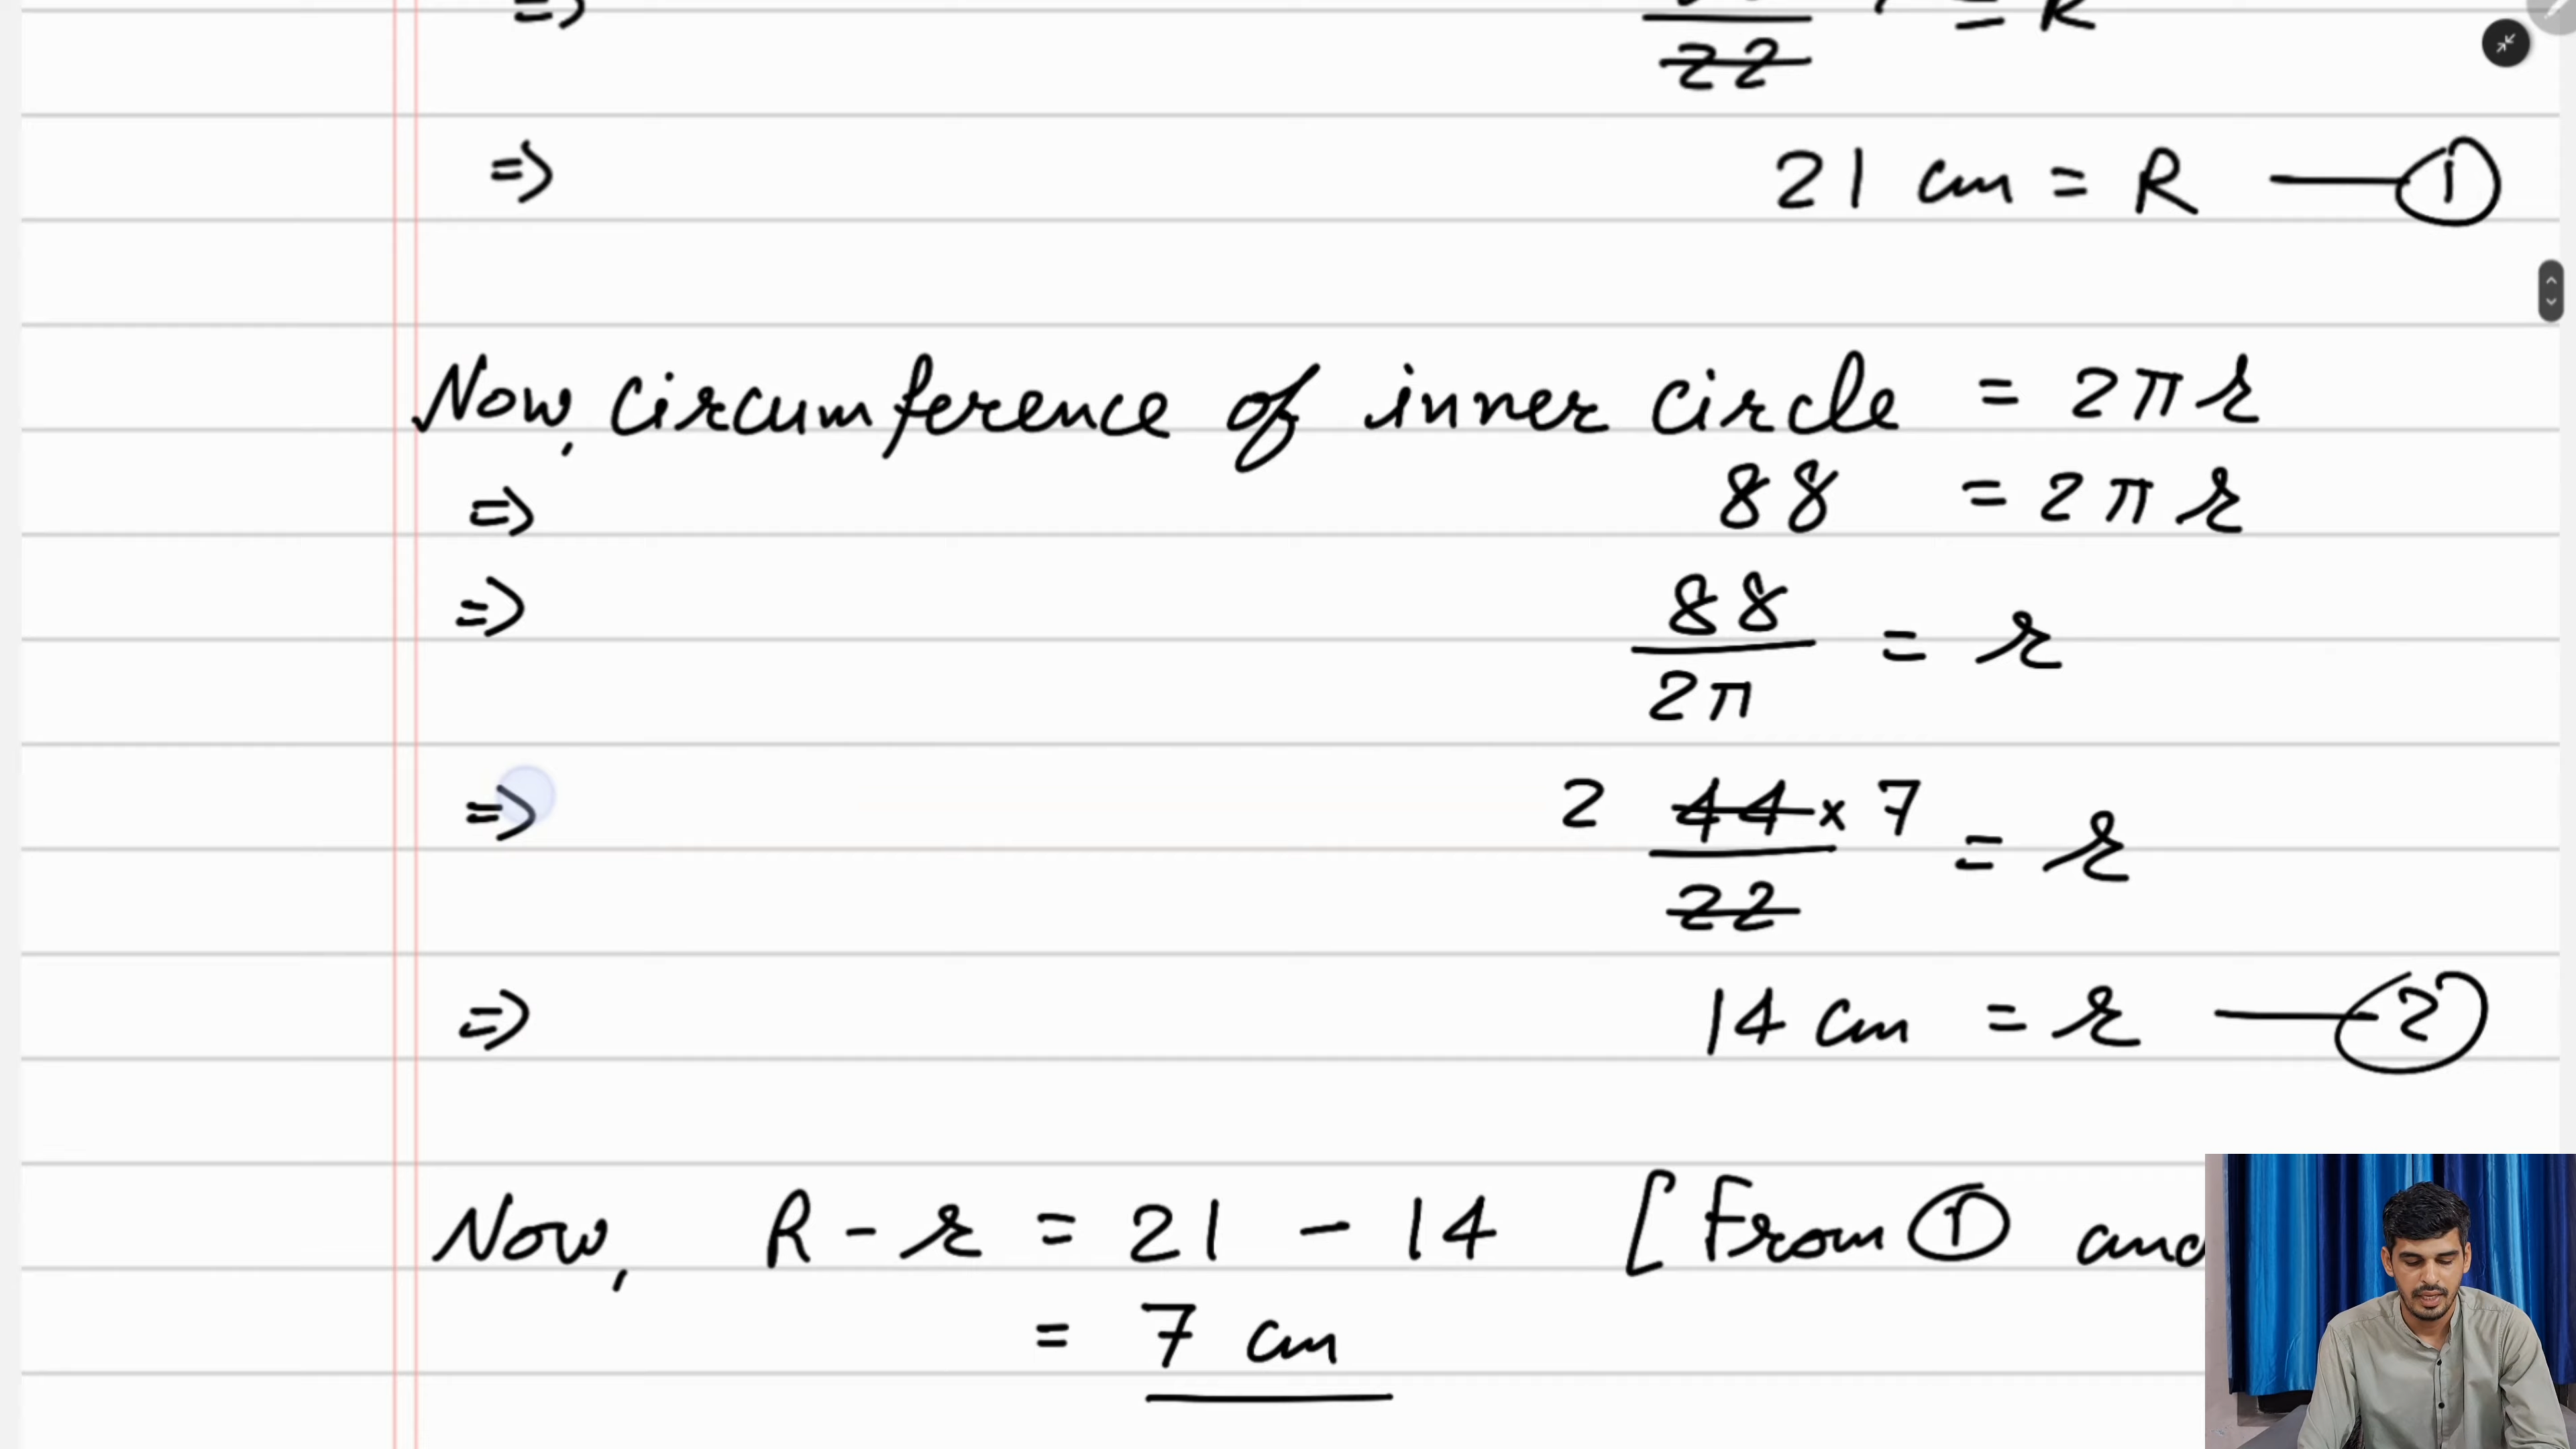 => = R
22
=> 21 cm = R — ①
Now, circumference of inner circle = 2πr
=> 88 = 2πr
=> 88/2π = r
=> 2 44 × 7 / 22 = r
=> 14 cm = r — ②
Now, R - r = 21 - 14 [From ① and
= 7 cm